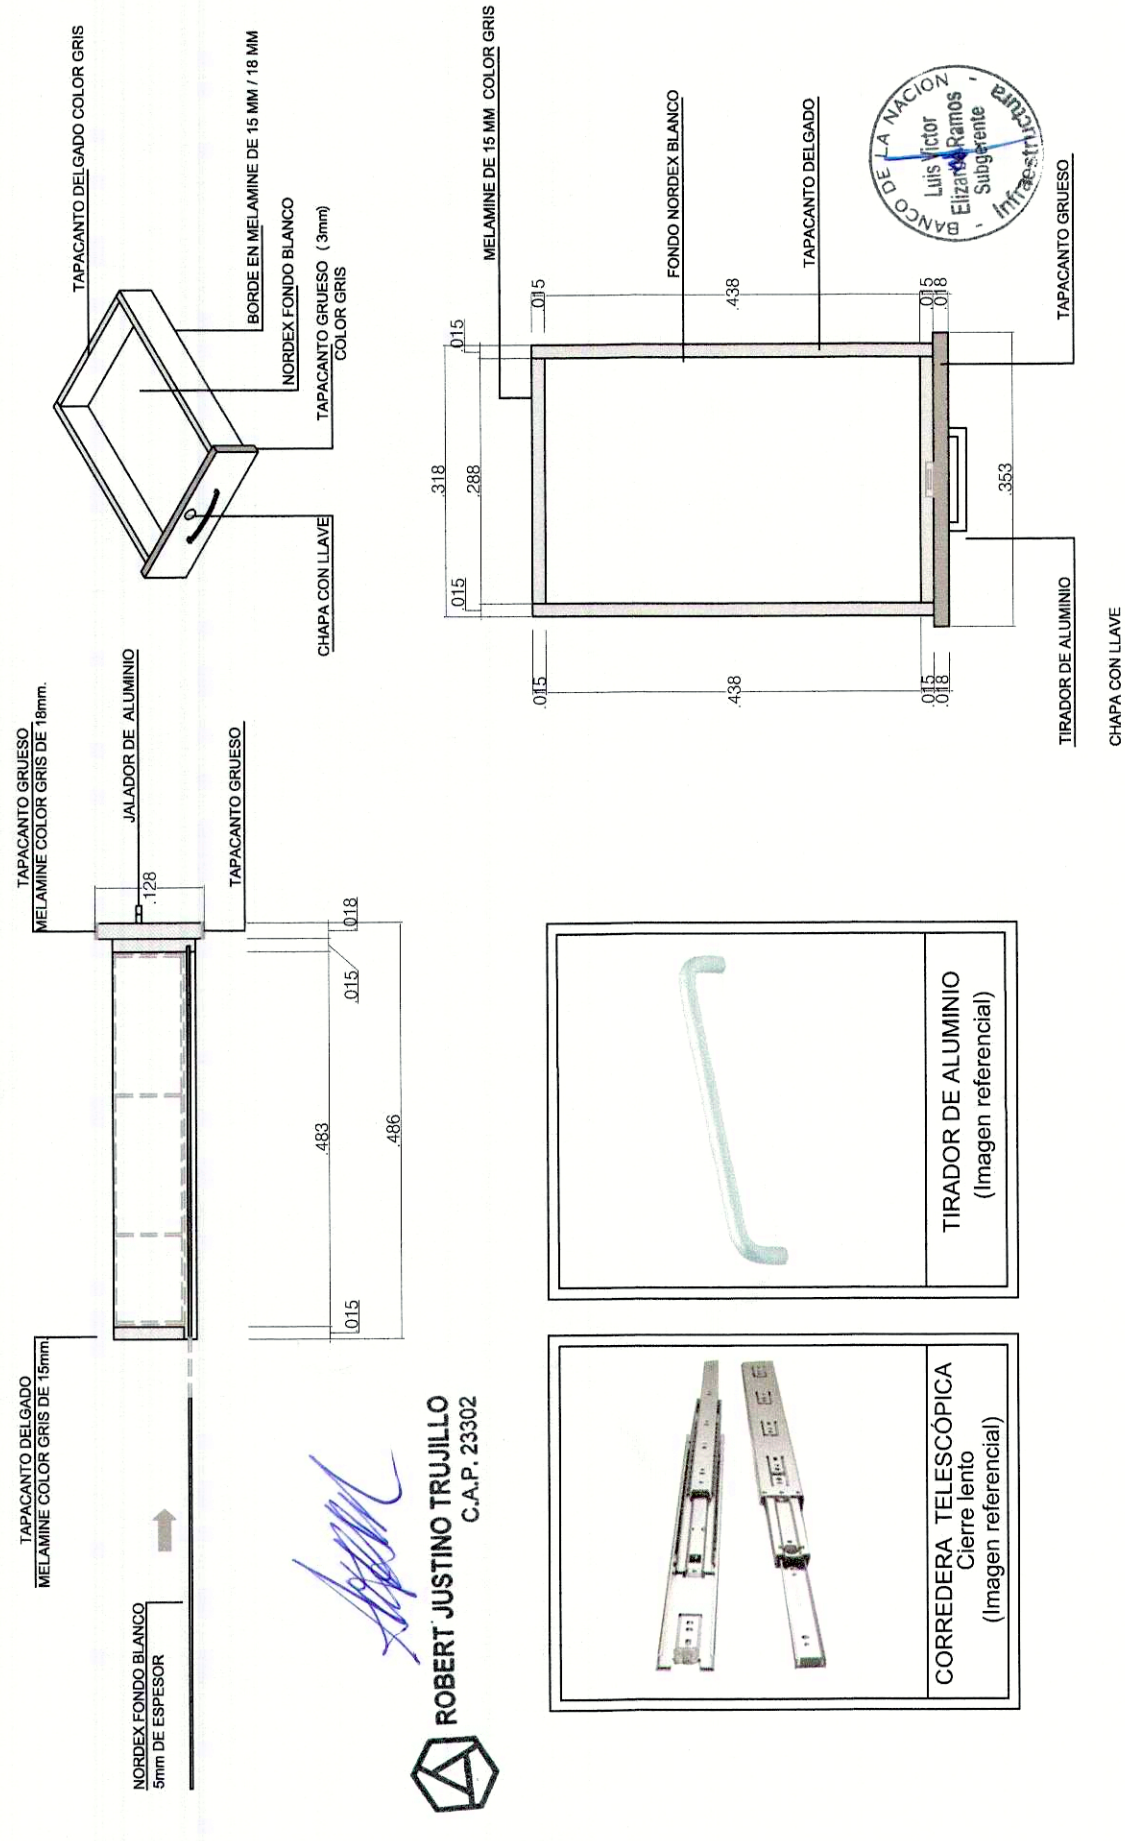 TAPACANTO DELGADO
MELAMINE COLOR GRIS DE 15mm.
TAPACANTO GRUESO
MELAMINE COLOR GRIS DE 18mm.
JALADOR DE ALUMINIO
.128
TAPACANTO GRUESO
NORDEX FONDO BLANCO
5mm DE ESPESOR
.015
.483
.015
.018
.486
TAPACANTO DELGADO COLOR GRIS
BORDE EN MELAMINE DE 15 MM / 18 MM
NORDEX FONDO BLANCO
TAPACANTO GRUESO (3mm)
COLOR GRIS
CHAPA CON LLAVE
ROBERT JUSTINO TRUJILLO
C.A.P. 23302
.318
.015
.288
.015
MELAMINE DE 15 MM COLOR GRIS
.015
.438
.015
.018
.015
.438
.015
.018
FONDO NORDEX BLANCO
TAPACANTO DELGADO
.353
TAPACANTO GRUESO
TIRADOR DE ALUMINIO
CHAPA CON LLAVE
BANCO DE LA NACION
Luis Victor
Elizarbe Ramos
Subgerente
Infraestructura
CORREDERA TELESCÓPICA
Cierre lento
(Imagen referencial)
TIRADOR DE ALUMINIO
(Imagen referencial)